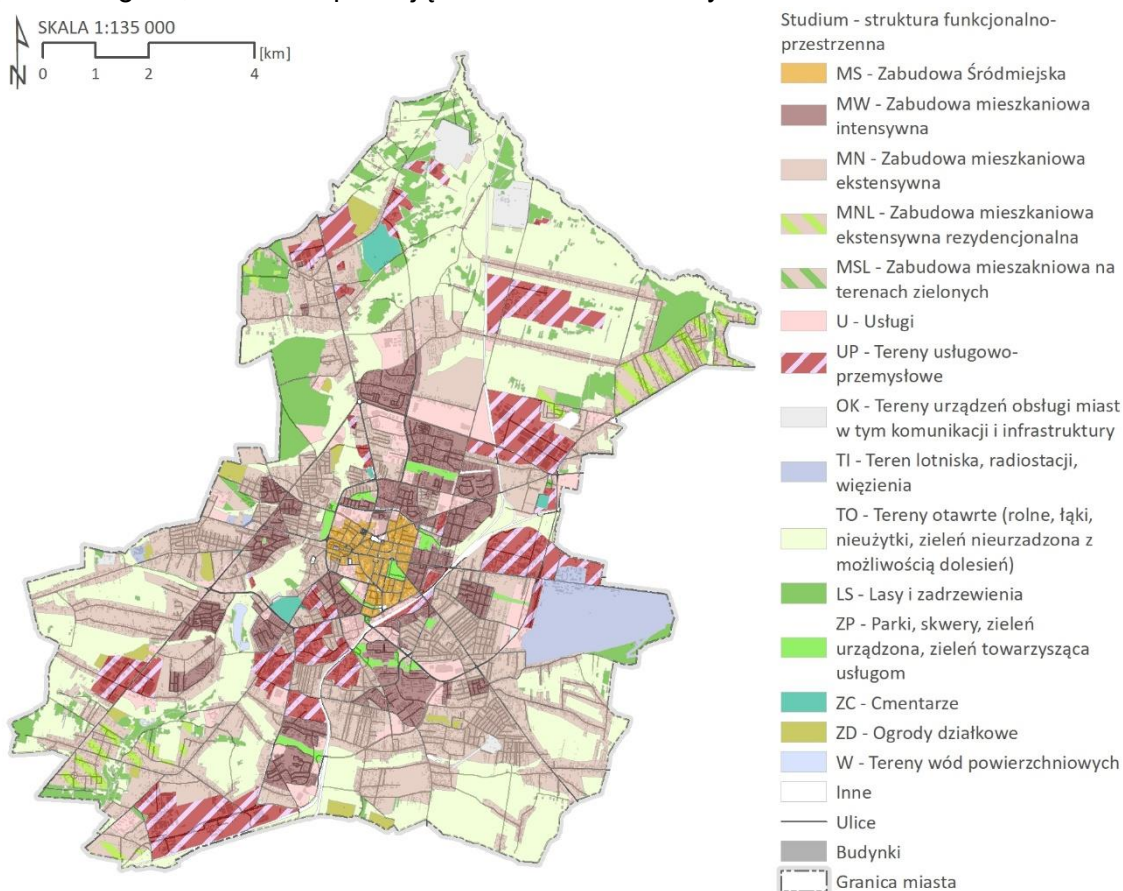 SKALA 1:135 000
[km]
N 0 1 2 4
Studium - struktura funkcjonalno-
przestrzenna
MS - Zabudowa Śródmiejska
MW - Zabudowa mieszkaniowa
intensywna
MN - Zabudowa mieszkaniowa
ekstensywna
MNL - Zabudowa mieszkaniowa
ekstensywna rezydencjonalna
MSL - Zabudowa mieszakniowa na
terenach zielonych
U - Usługi
UP - Tereny usługowo-
przemysłowe
OK - Tereny urządzeń obsługi miast
w tym komunikacji i infrastruktury
TI - Teren lotniska, radiostacji,
więzienia
TO - Tereny otawrte (rolne, łąki,
nieużytki, zieleń nieurzadzona z
możliwością dolesień)
LS - Lasy i zadrzewienia
ZP - Parki, skwery, zieleń
urządzona, zieleń towarzysząca
usługom
ZC - Cmentarze
ZD - Ogrody działkowe
W - Tereny wód powierzchniowych
Inne
Ulice
Budynki
Granica miasta